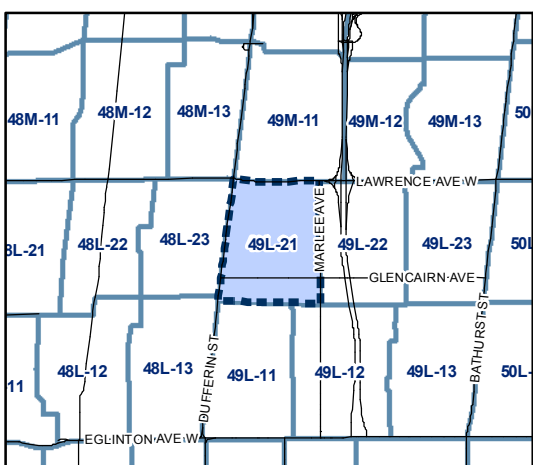 48M-11
48M-12
48M-13
49M-11
49M-12
49M-13
50
LAWRENCE AVE W
8L-21
48L-22
48L-23
49L-21
MARLEE AVE
49L-22
49L-23
50L
GLENCAIRN AVE
BATHURST ST
DUFFERIN ST
11
48L-12
48L-13
49L-11
49L-12
49L-13
50L-
EGLINTON AVE W